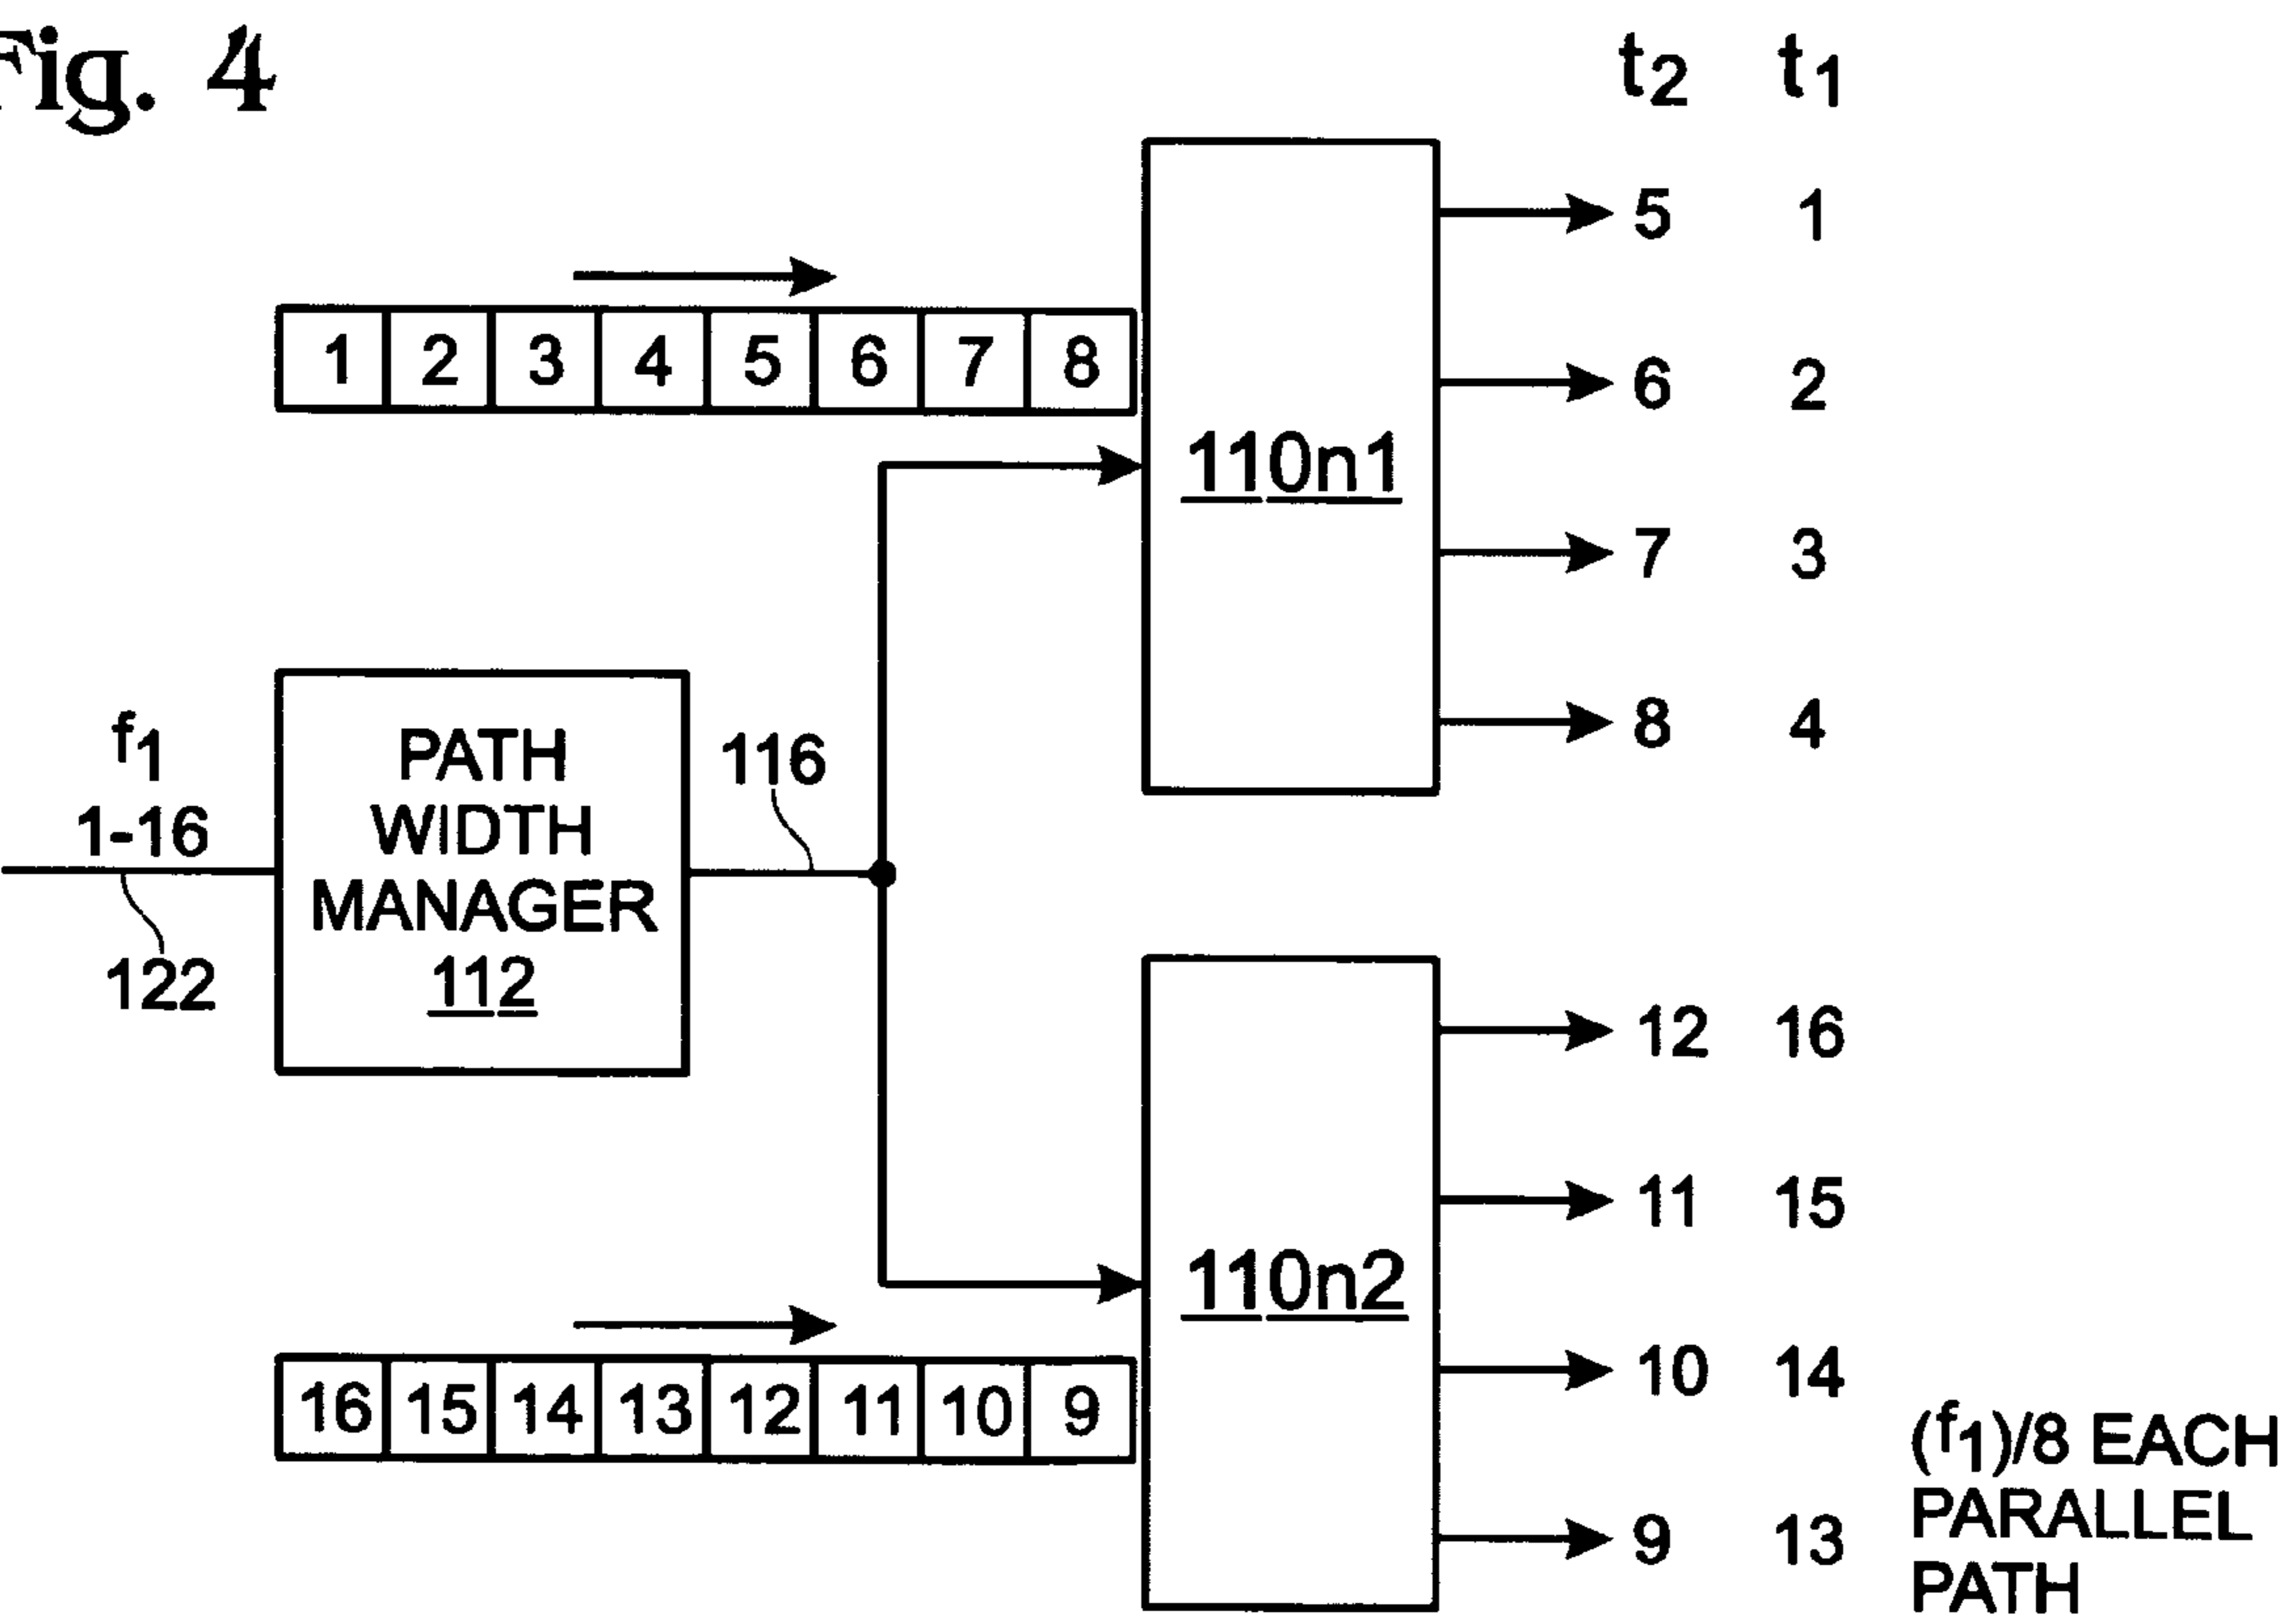 Fig. 4
t2 t1
5 1
1 2 3 4 5 6 7 8
6 2
110n1
7 3
8 4
f1
1-16
122
PATH
WIDTH
MANAGER
112
116
12 16
11 15
110n2
10 14
16 15 14 13 12 11 10 9
9 13
(f1)/8 EACH
PARALLEL
PATH